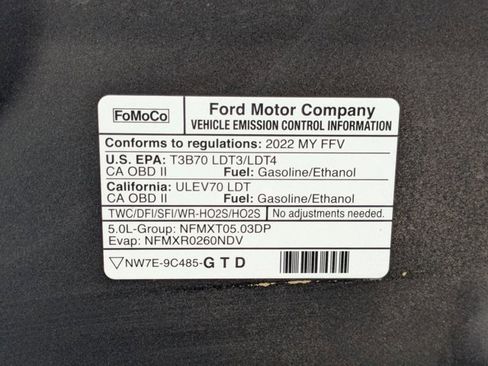 FoMoCo
Ford Motor Company
VEHICLE EMISSION CONTROL INFORMATION
Conforms to regulations: 2022 MY FFV
U.S. EPA: T3B70 LDT3/LDT4
CA OBD II Fuel: Gasoline/Ethanol
California: ULEV70 LDT
CA OBD II Fuel: Gasoline/Ethanol
TWC/DFI/SFI/WR-HO2S/HO2S No adjustments needed.
5.0L-Group: NFMXT05.03DP
Evap: NFMXR0260NDV
▽NW7E-9C485-GTD